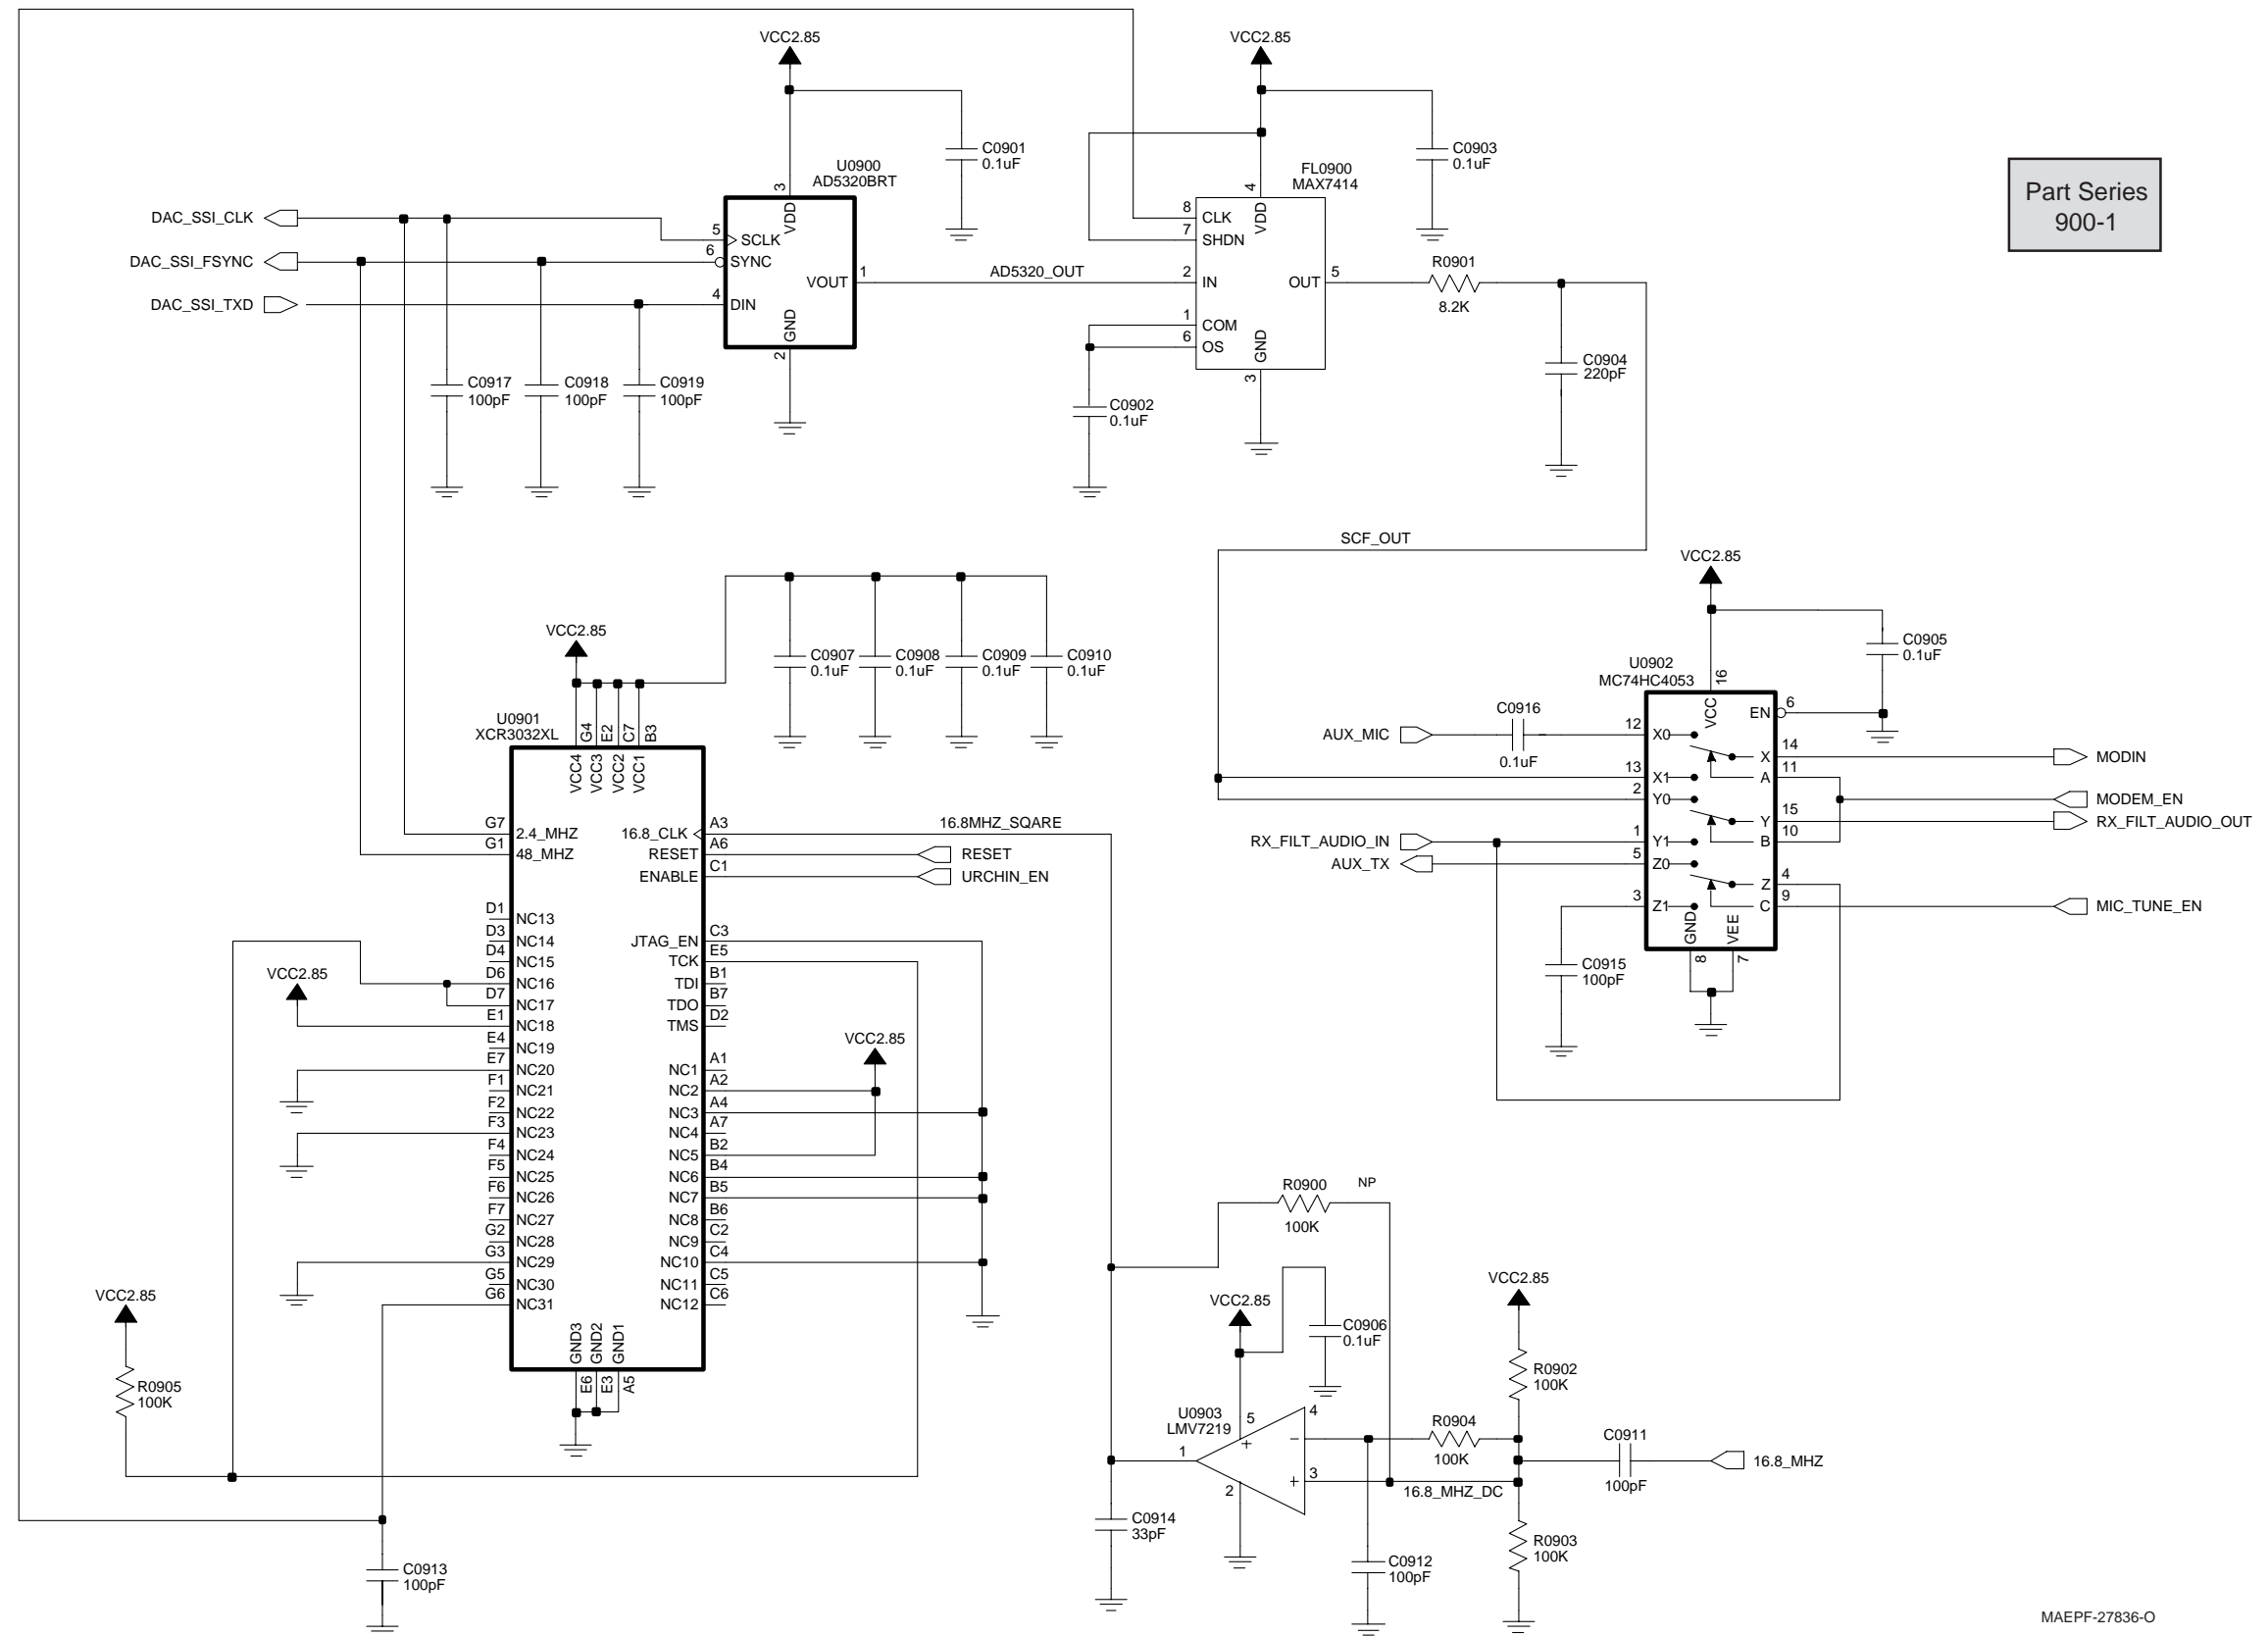 VCC2.85
VCC2.85
Part Series
900-1
C0901
0.1uF
C0903
0.1uF
U0900
AD5320BRT
FL0900
MAX7414
DAC_SSI_CLK
DAC_SSI_FSYNC
DAC_SSI_TXD
3
VDD
5
SCLK
6
SYNC
4
DIN
VOUT
1
GND
2
AD5320_OUT
4
VDD
8
CLK
7
SHDN
2
IN
OUT
5
1
COM
6
OS
GND
3
R0901
8.2K
C0904
220pF
C0917
100pF
C0918
100pF
C0919
100pF
C0902
0.1uF
SCF_OUT
VCC2.85
C0905
0.1uF
VCC2.85
C0907
0.1uF
C0908
0.1uF
C0909
0.1uF
C0910
0.1uF
U0901
XCR3032XL
G4
E2
C7
B3
VCC4
VCC3
VCC2
VCC1
G7
2.4_MHZ
G1
48_MHZ
16.8_CLK
A3
16.8MHZ_SQARE
RESET
A6
RESET
ENABLE
C1
URCHIN_EN
D1
NC13
D3
NC14
D4
NC15
D6
NC16
D7
NC17
E1
NC18
E4
NC19
E7
NC20
F1
NC21
F2
NC22
F3
NC23
F4
NC24
F5
NC25
F6
NC26
F7
NC27
G2
NC28
G3
NC29
G5
NC30
G6
NC31
JTAG_EN
C3
TCK
E5
TDI
B1
TDO
B7
TMS
D2
NC1
A1
NC2
A2
NC3
A4
NC4
A7
NC5
B2
NC6
B4
NC7
B5
NC8
B6
NC9
C2
NC10
C4
NC11
C5
NC12
C6
GND3
GND2
GND1
E6
E3
A5
VCC2.85
VCC2.85
VCC2.85
R0905
100K
C0913
100pF
U0902
MC74HC4053
16
VCC
EN
6
AUX_MIC
C0916
0.1uF
12
X0
X
14
MODIN
13
X1
A
11
2
Y0
MODEM_EN
Y
15
RX_FILT_AUDIO_OUT
RX_FILT_AUDIO_IN
1
Y1
B
10
AUX_TX
5
Z0
Z
4
3
Z1
C
9
MIC_TUNE_EN
GND
VEE
8
7
C0915
100pF
R0900
100K
NP
VCC2.85
C0906
0.1uF
VCC2.85
R0902
100K
U0903
LMV7219
5
+
4
−
1
+
3
2
R0904
100K
16.8_MHZ_DC
C0911
100pF
16.8_MHZ
R0903
100K
C0914
33pF
C0912
100pF
MAEPF-27836-O